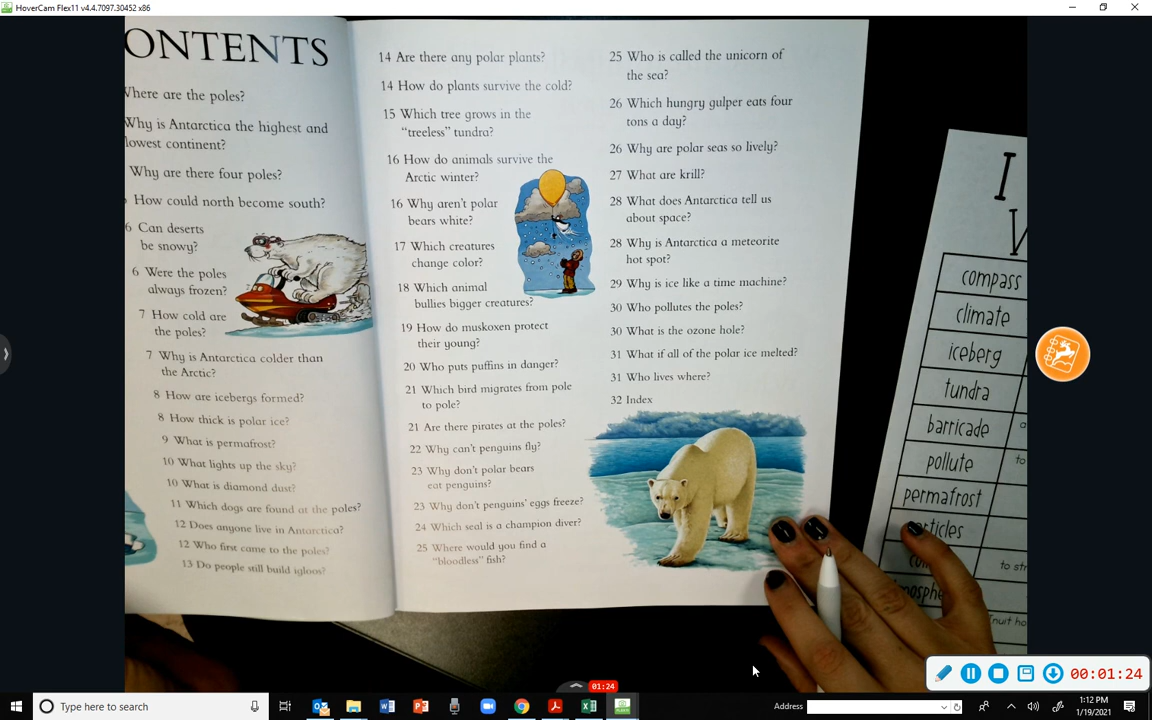 HoverCam Flex11 v4.4.7097.30452 x86
ONTENTS
Where are the poles?
Why is Antarctica the highest and
lowest continent?
Why are there four poles?
How could north become south?
6 Can deserts
be snowy?
6 Were the poles
always frozen?
7 How cold are
the poles?
7 Why is Antarctica colder than
the Arctic?
8 How are icebergs formed?
8 How thick is polar ice?
9 What is permafrost?
10 What lights up the sky?
10 What is diamond dust?
11 Which dogs are found at the poles?
12 Does anyone live in Antarctica?
12 Who first came to the poles?
13 Do people still build igloos?
14 Are there any polar plants?
14 How do plants survive the cold?
15 Which tree grows in the
"treeless" tundra?
16 How do animals survive the
Arctic winter?
16 Why aren't polar
bears white?
17 Which creatures
change color?
18 Which animal
bullies bigger creatures?
19 How do muskoxen protect
their young?
20 Who puts puffins in danger?
21 Which bird migrates from pole
to pole?
21 Are there pirates at the poles?
22 Why can't penguins fly?
23 Why don't polar bears
eat penguins?
23 Why don't penguins' eggs freeze?
24 Which seal is a champion diver?
25 Where would you find a
"bloodless" fish?
25 Who is called the unicorn of
the sea?
26 Which hungry gulper eats four
tons a day?
26 Why are polar seas so lively?
27 What are krill?
28 What does Antarctica tell us
about space?
28 Why is Antarctica a meteorite
hot spot?
29 Why is ice like a time machine?
30 Who pollutes the poles?
30 What is the ozone hole?
31 What if all of the polar ice melted?
31 Who lives where?
32 Index
I
compass
climate
iceberg
tundra
barricade
pollute
to
permafrost
to str
00:01:24
01:24
Type here to search
Address
1:12 PM
1/19/2021